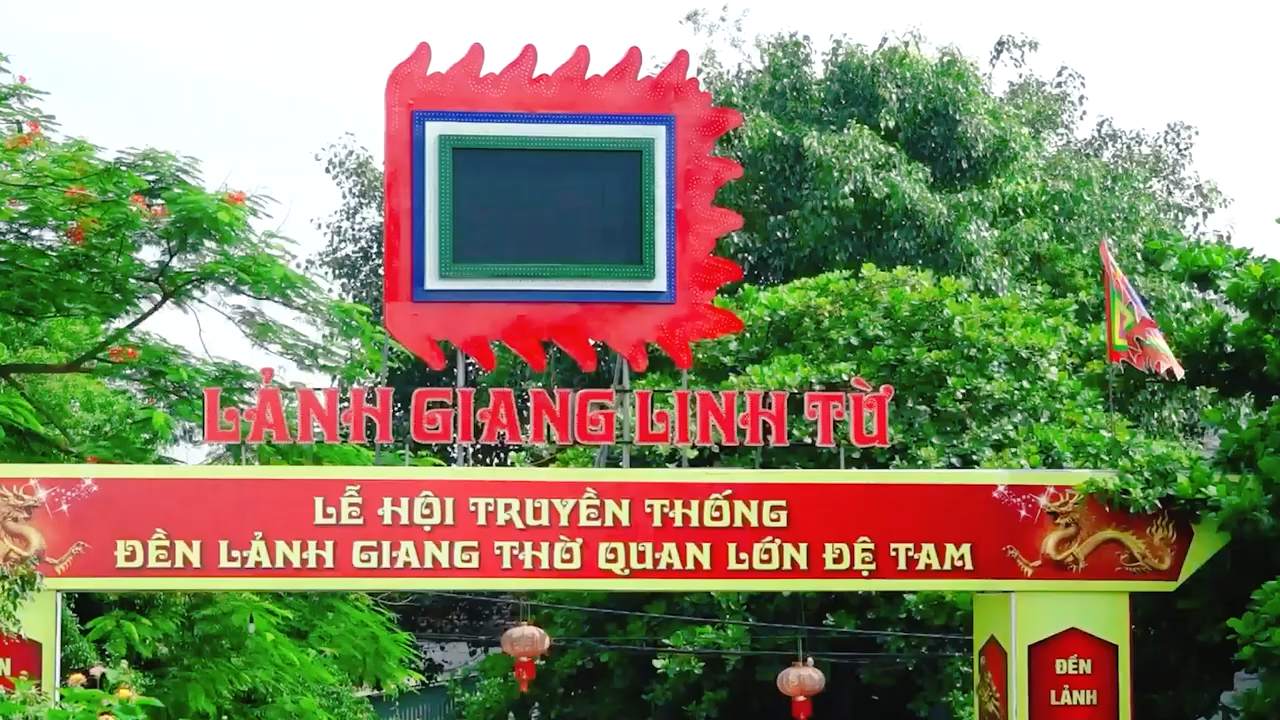 LẢNH GIANG LINH TỪ
LỄ HỘI TRUYỀN THỐNG
ĐỀN LẢNH GIANG THỜ QUAN LỚN ĐỆ TAM
ĐỀN
LẢNH